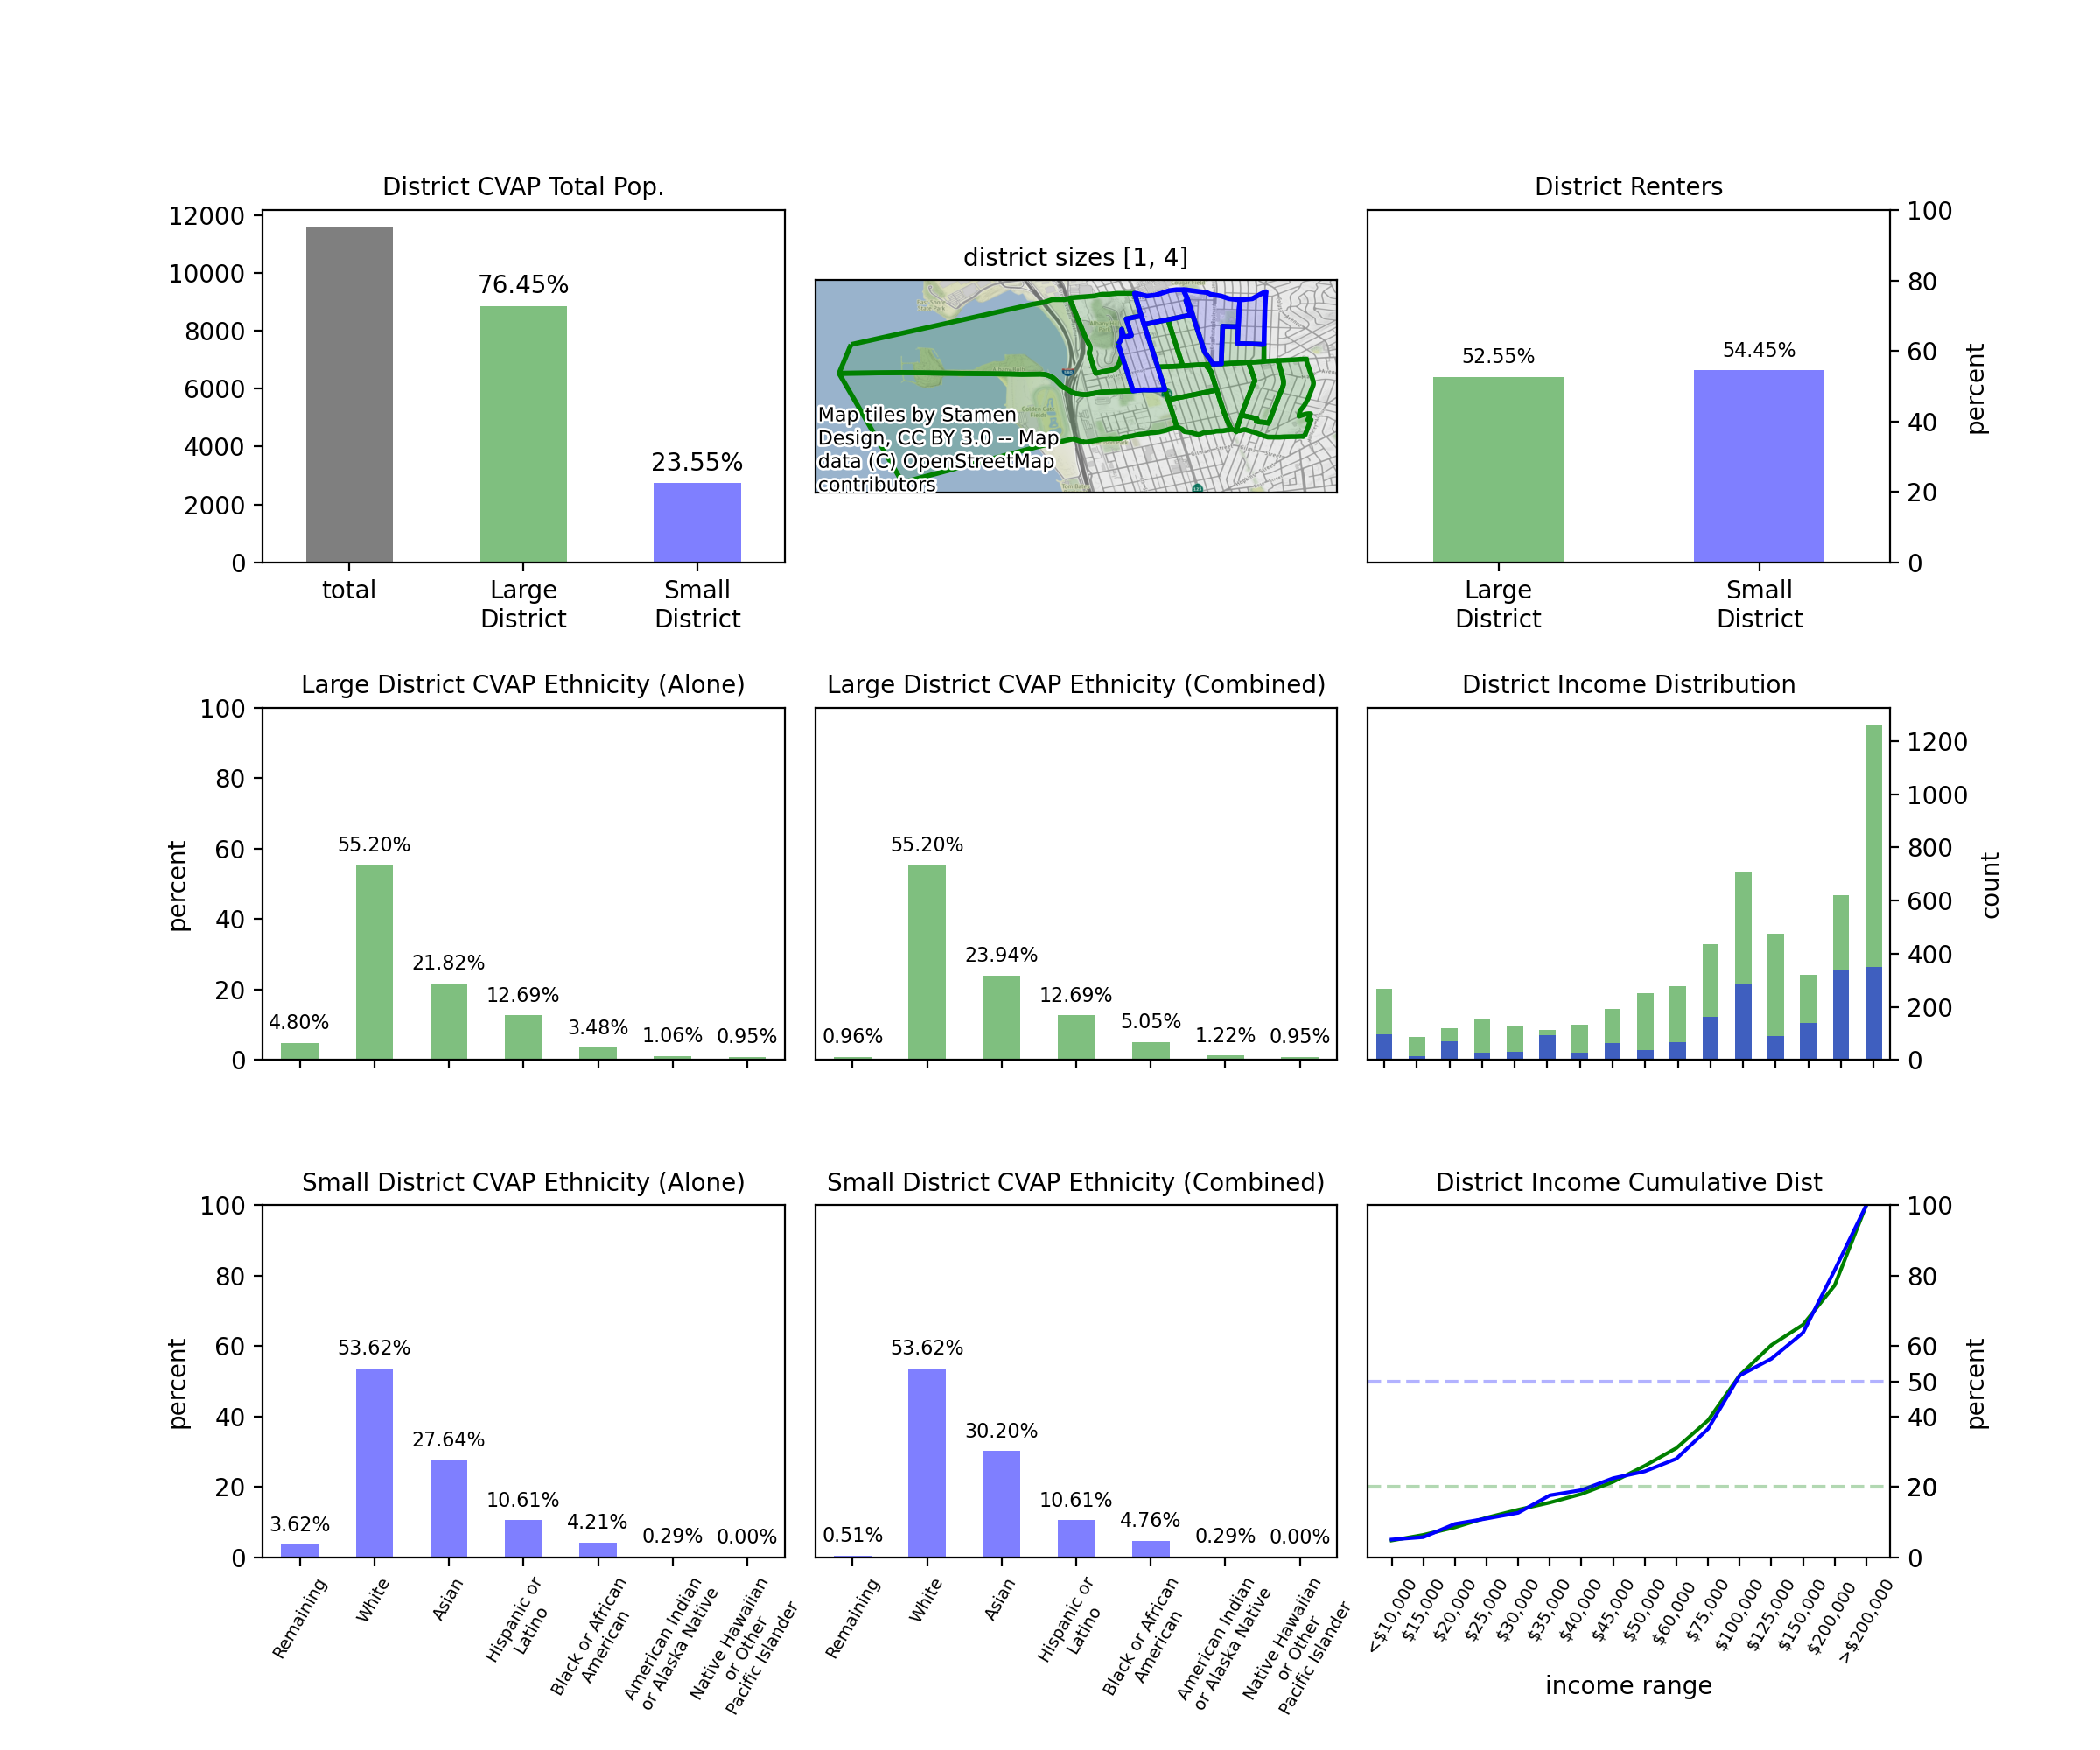 District CVAP Total Pop.
12000
10000
8000
6000
4000
2000
0
76.45%
23.55%
total
Large
District
Small
District
district sizes [1, 4]
Map tiles by Stamen
Design, CC BY 3.0 -- Map
data (C) OpenStreetMap
contributors
District Renters
52.55%
54.45%
100
80
60
40
20
0
percent
Large
District
Small
District
Large District CVAP Ethnicity (Alone)
percent
100
80
60
40
20
0
4.80%
55.20%
21.82%
12.69%
3.48%
1.06%
0.95%
Large District CVAP Ethnicity (Combined)
0.96%
55.20%
23.94%
12.69%
5.05%
1.22%
0.95%
District Income Distribution
1200
1000
800
600
400
200
0
count
Small District CVAP Ethnicity (Alone)
percent
100
80
60
40
20
0
3.62%
53.62%
27.64%
10.61%
4.21%
0.29%
0.00%
Remaining
White
Asian
Hispanic or
Latino
Black or African
American
American Indian
or Alaska Native
Native Hawaiian
or Other
Pacific Islander
Small District CVAP Ethnicity (Combined)
0.51%
53.62%
30.20%
10.61%
4.76%
0.29%
0.00%
Remaining
White
Asian
Hispanic or
Latino
Black or African
American
American Indian
or Alaska Native
Native Hawaiian
or Other
Pacific Islander
District Income Cumulative Dist
100
80
60
50
40
20
0
percent
<$10,000
$15,000
$20,000
$25,000
$30,000
$35,000
$40,000
$45,000
$50,000
$60,000
$75,000
$100,000
$125,000
$150,000
$200,000
>$200,000
income range